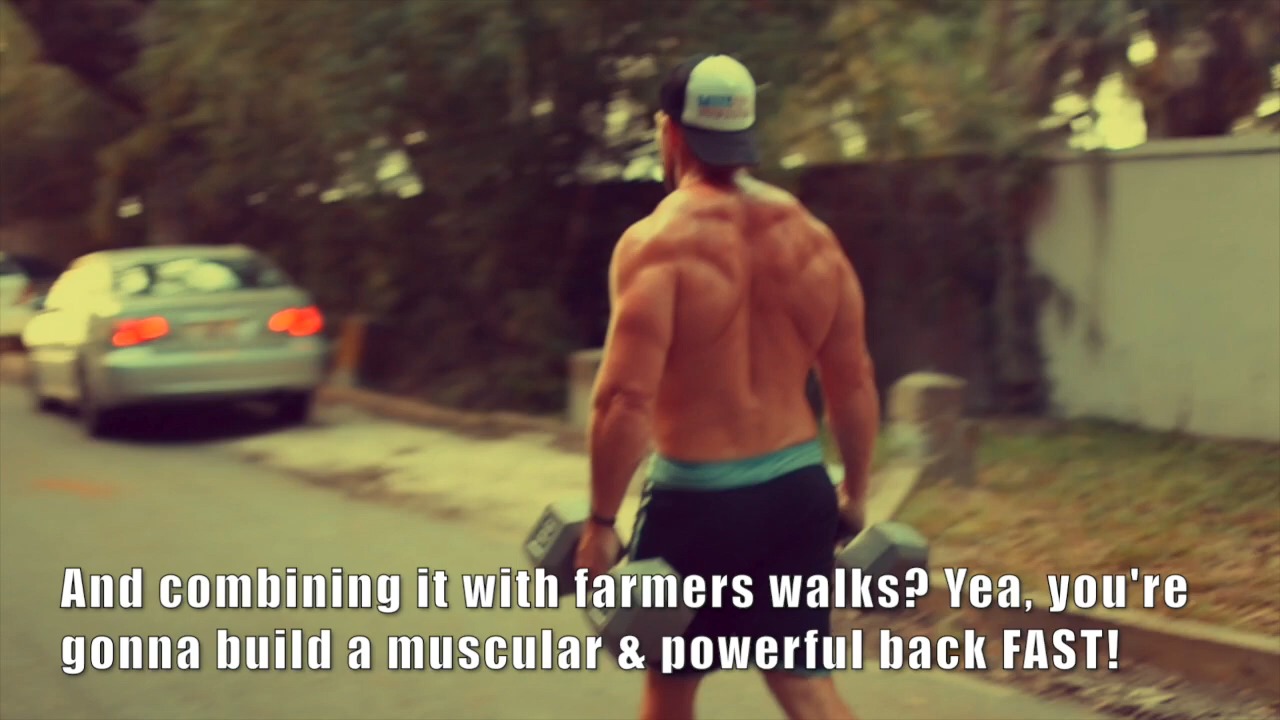 And combining it with farmers walks? Yea, you're
gonna build a muscular & powerful back FAST!